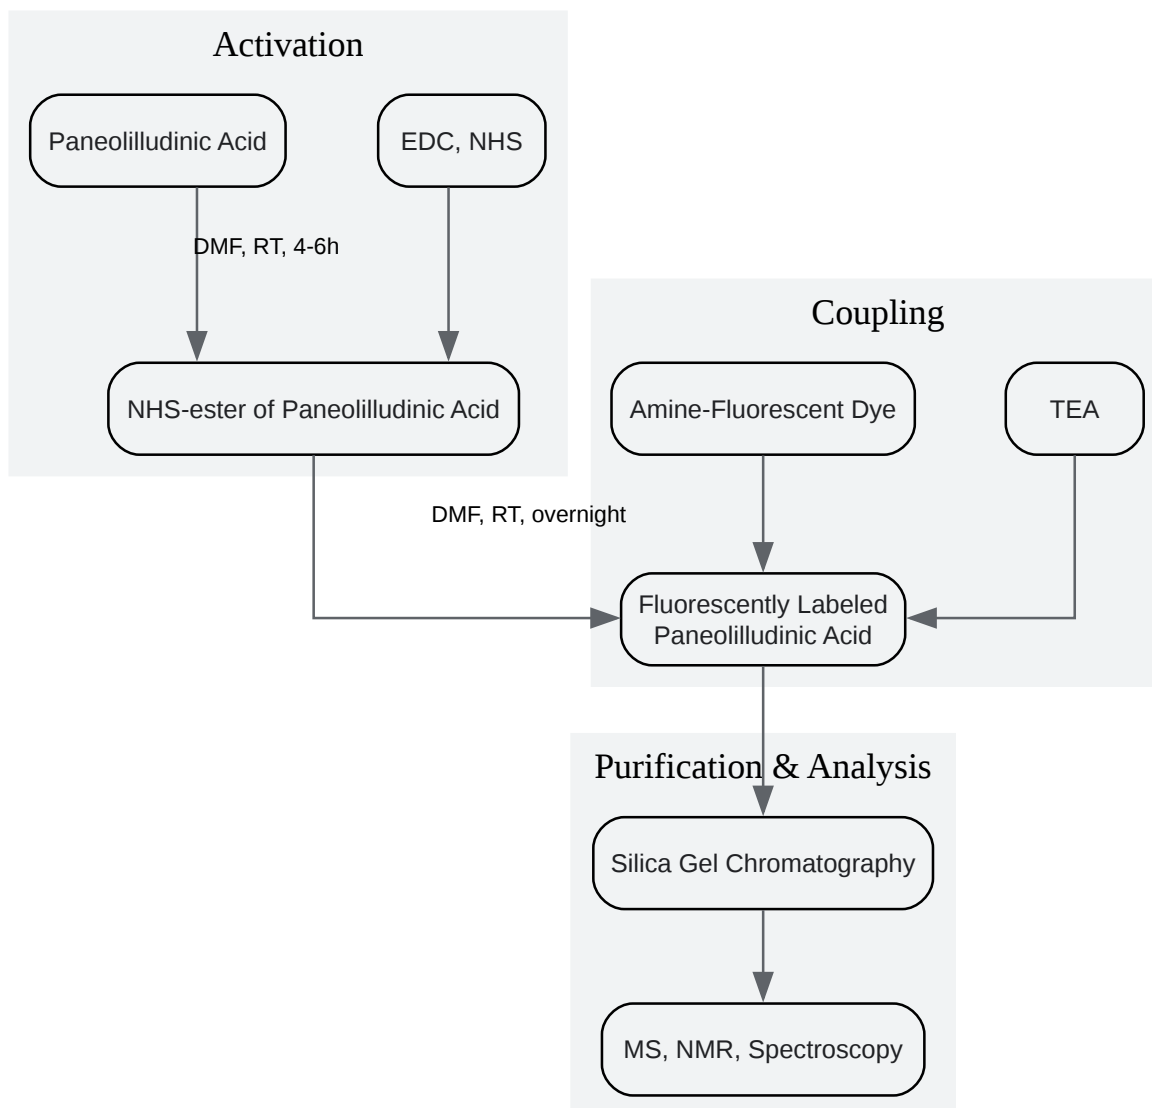 Activation
Paneolilludinic Acid
EDC, NHS
DMF, RT, 4-6h
NHS-ester of Paneolilludinic Acid
Coupling
Amine-Fluorescent Dye
TEA
DMF, RT, overnight
Fluorescently Labeled
Paneolilludinic Acid
Purification & Analysis
Silica Gel Chromatography
MS, NMR, Spectroscopy